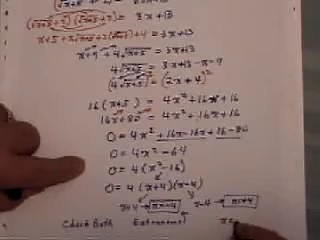 (√x+5 + 2)(√x+5 + 2) = 3x+13
x+5+2√x+5+2√x+5+4 = 3x+13
x+9+4√x+5 = 3x+13
4√x+5 = 3x+13-x-9
(4√x+5)² = (2x+4)²
16(x+5) = 4x²+16x+16
16x+80 = 4x²+16x+16
0 = 4x²+16x-16x+16-80
0 = 4x²-64
0 = 4(x²-16)
0 = 4(x+4)(x-4)
Check Both Extraneous